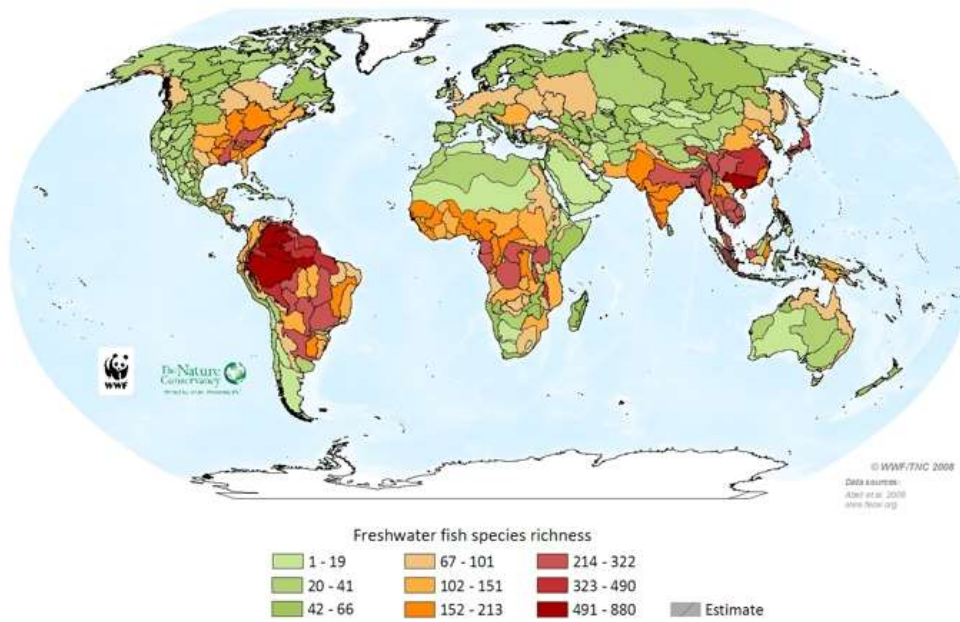 WWF
The Nature
Conservancy
© WWF/TNC 2008
Data sources:
Abell et al. 2008
www.feow.org
Freshwater fish species richness
1 - 19
67 - 101
214 - 322
20 - 41
102 - 151
323 - 490
42 - 66
152 - 213
491 - 880
Estimate